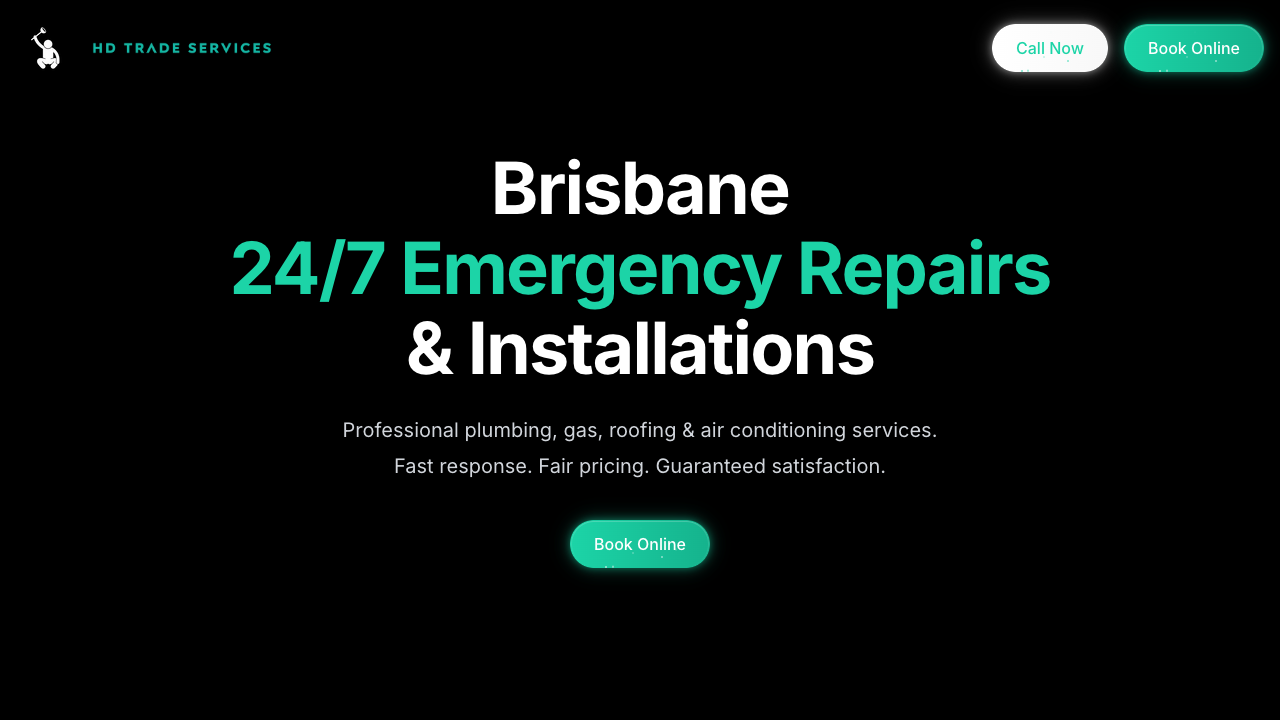 HD TRADE SERVICES
Call Now
Book Online
Brisbane
24/7 Emergency Repairs
& Installations
Professional plumbing, gas, roofing & air conditioning services.
Fast response. Fair pricing. Guaranteed satisfaction.
Book Online